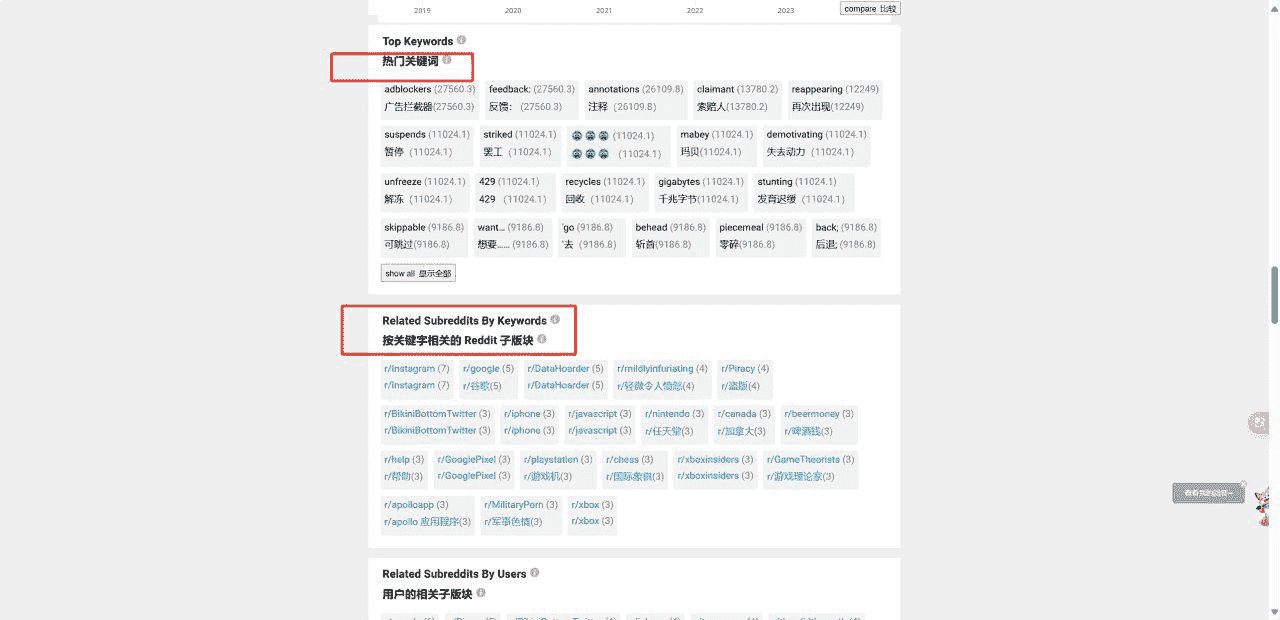 2019 2020 2021 2022 2023
compare 比较
Top Keywords
热门关键词
adblockers (27560.3) feedback: (27560.3) annotations (26109.8) claimant (13780.2) reappearing (12249)
广告拦截器(27560.3) 反馈： (27560.3) 注释 (26109.8) 索赔人(13780.2) 再次出现(12249)
suspends (11024.1) striked (11024.1) (11024.1) mabey (11024.1) demotivating (11024.1)
暂停 (11024.1) 罢工 (11024.1) (11024.1) 玛贝(11024.1) 失去动力 (11024.1)
unfreeze (11024.1) 429 (11024.1) recycles (11024.1) gigabytes (11024.1) stunting (11024.1)
解冻 (11024.1) 429 (11024.1) 回收 (11024.1) 千兆字节(11024.1) 发育迟缓 (11024.1)
skippable (9186.8) want… (9186.8) 'go (9186.8) behead (9186.8) piecemeal (9186.8) back; (9186.8)
可跳过(9186.8) 想要…… (9186.8) '去 (9186.8) 斩首(9186.8) 零碎(9186.8) 后退; (9186.8)
show all 显示全部
Related Subreddits By Keywords
按关键字相关的 Reddit 子版块
r/Instagram (7) r/google (5) r/DataHoarder (5) r/mildlyinfuriating (4) r/Piracy (4)
r/Instagram (7) r/谷歌(5) r/DataHoarder (5) r/轻微令人愤怒(4) r/盗版(4)
r/BikiniBottomTwitter (3) r/iphone (3) r/javascript (3) r/nintendo (3) r/canada (3) r/beermoney (3)
r/BikiniBottomTwitter (3) r/iphone (3) r/javascript (3) r/任天堂(3) r/加拿大(3) r/啤酒钱(3)
r/help (3) r/GooglePixel (3) r/playstation (3) r/chess (3) r/xboxinsiders (3) r/GameTheorists (3)
r/帮助(3) r/GooglePixel (3) r/游戏机(3) r/国际象棋(3) r/xboxinsiders (3) r/游戏理论家(3)
r/apolloapp (3) r/MilitaryPorn (3) r/xbox (3)
r/apollo 应用程序(3) r/军事色情(3) r/xbox (3)
Related Subreddits By Users
用户的相关子版块